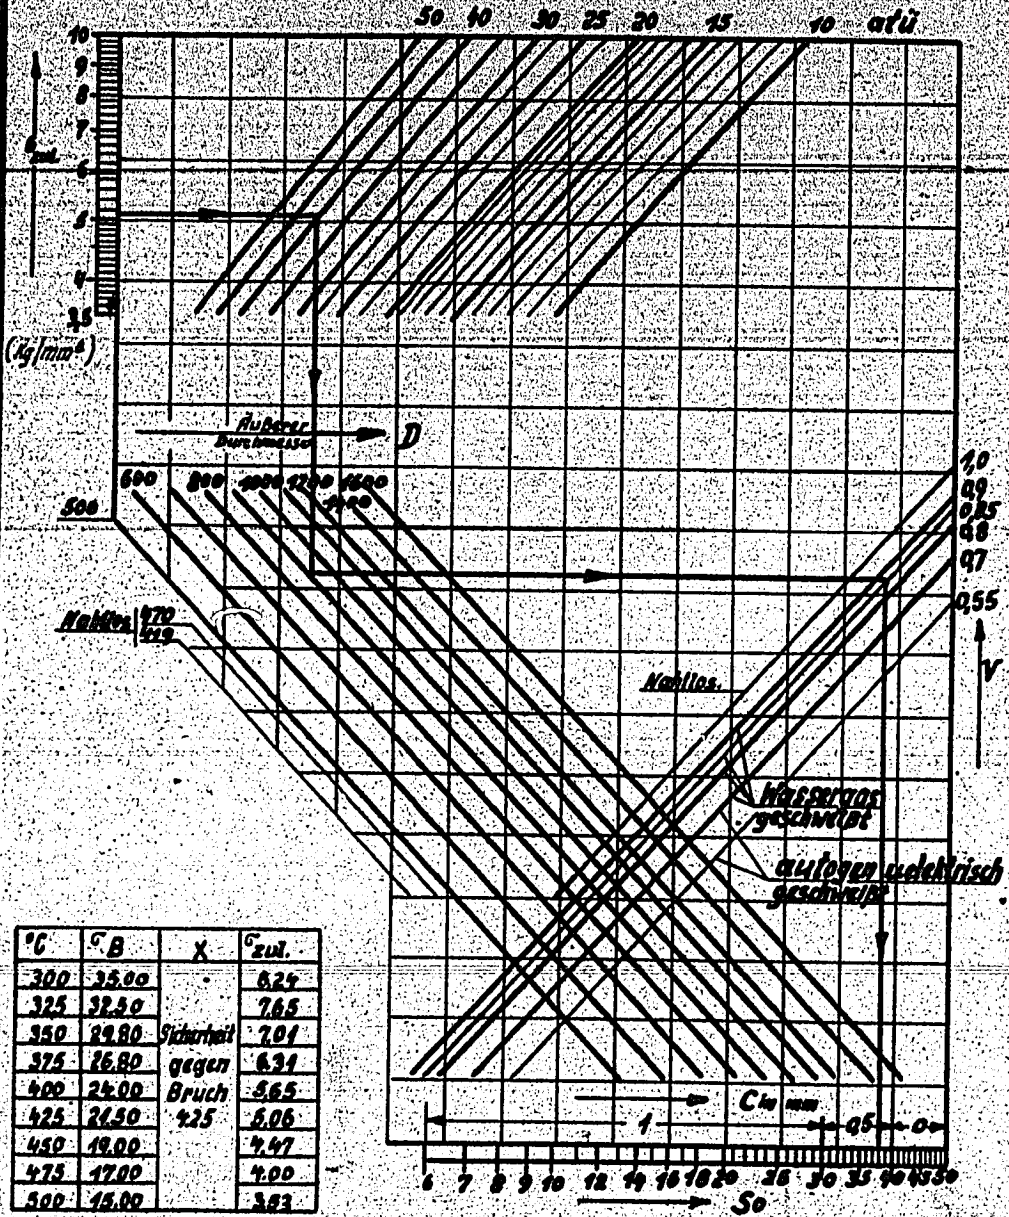 50 40 30 25 20 15 10 atü
10
9
8
7
6
zul.
5
4
3,5
(kg/mm²)
Äußerer
Durchmesser
D
600 800 1000 1200 1600
1400
500
1,0
0,9
0,85
0,8
0,7
0,55
V
Nahtlos 470
419
Nahtlos.
Wassergas
geschweißt
autogen u elektrisch
geschweißt
°C σB X σzul.
300 35.00 8.24
325 32.50 7.65
350 29.80 Sicherheit 7.01
375 26.80 gegen 6.31
400 24.00 Bruch 5.65
425 21.50 4.25 5.06
450 19.00 4.47
475 17.00 4.00
500 15.00 3.53
C in mm
1 0,5 0
6 7 8 9 10 12 14 16 18 20 25 30 35 40 45 50
So